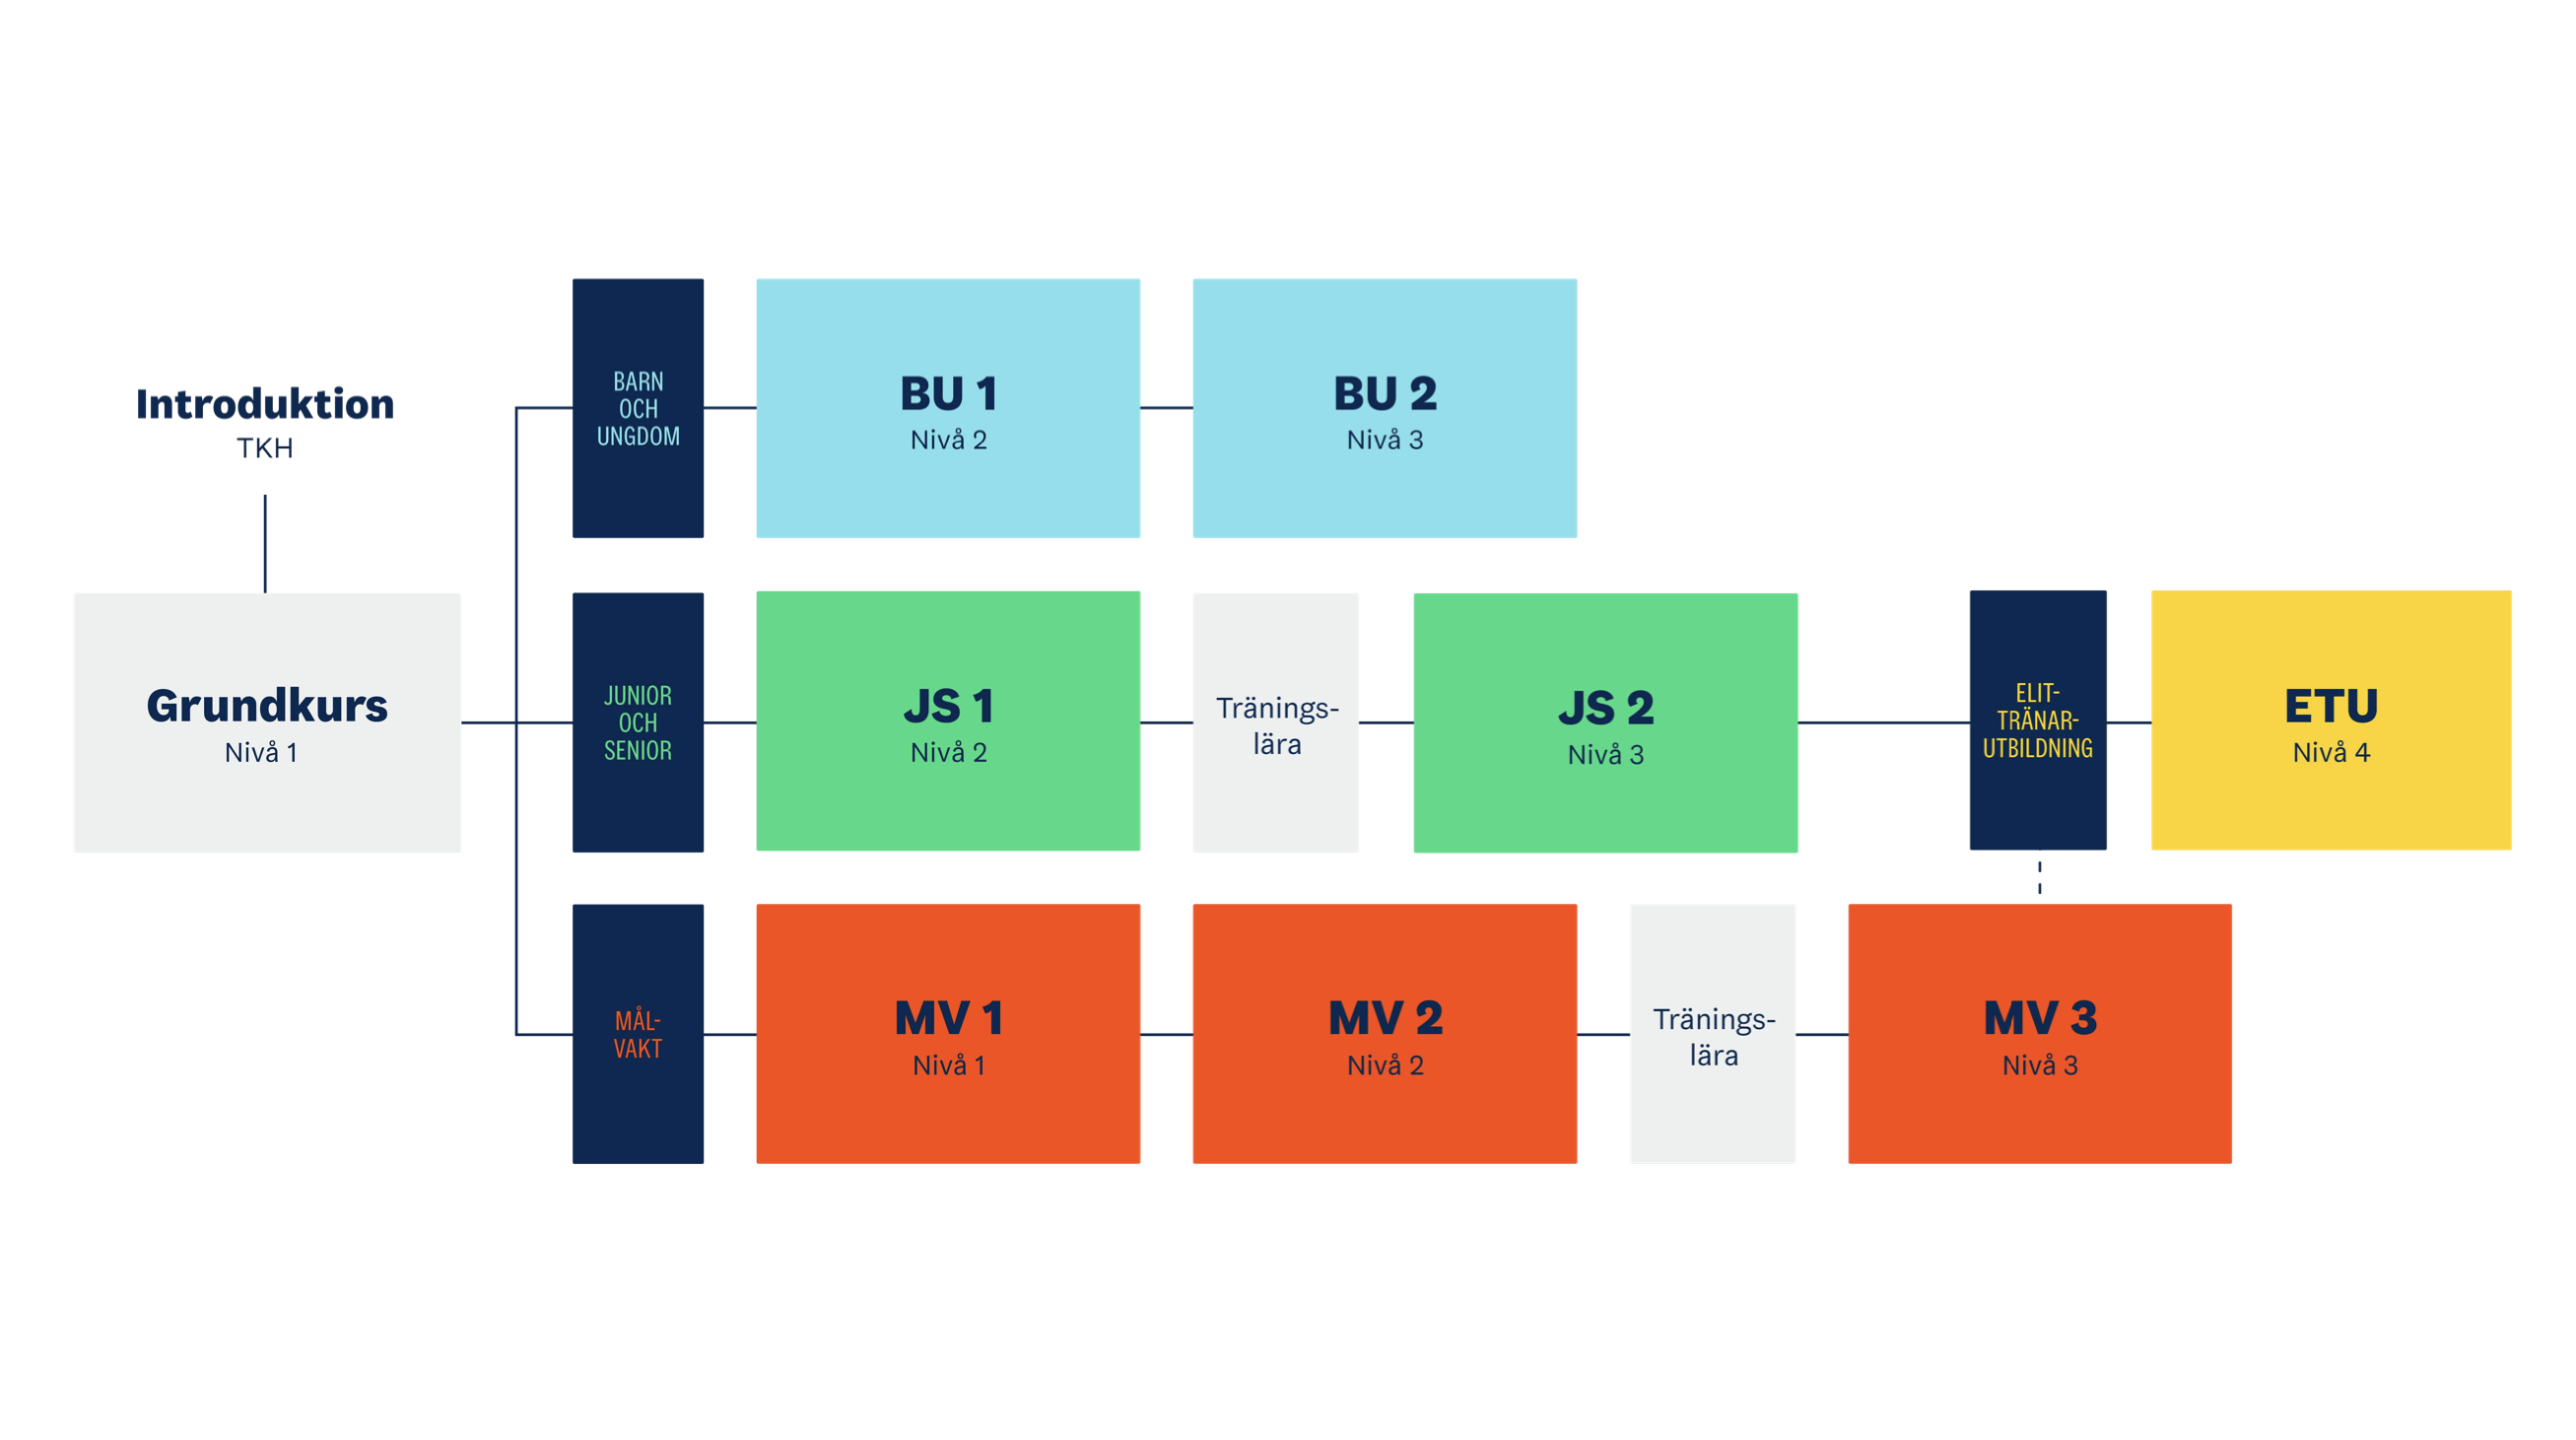 Introduktion
TKH
Grundkurs
Nivå 1
BARN
OCH
UNGDOM
BU 1
Nivå 2
BU 2
Nivå 3
JUNIOR
OCH
SENIOR
JS 1
Nivå 2
Tränings-
lära
JS 2
Nivå 3
ELIT-
TRÄNAR-
UTBILDNING
ETU
Nivå 4
MÅL-
VAKT
MV 1
Nivå 1
MV 2
Nivå 2
Tränings-
lära
MV 3
Nivå 3